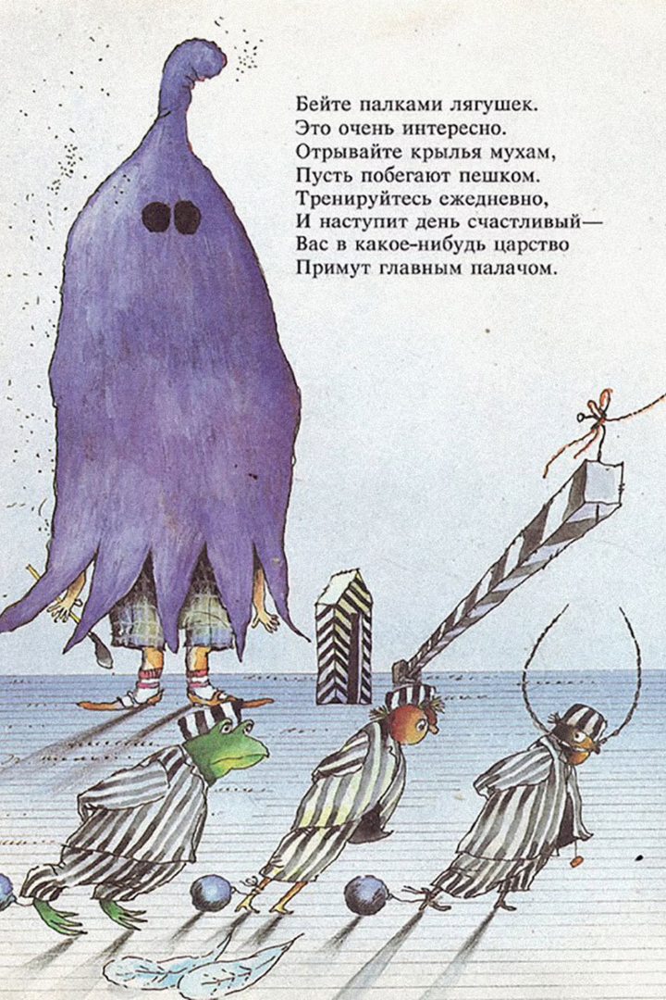 Бейте палками лягушек.
Это очень интересно.
Отрывайте крылья мухам,
Пусть побегают пешком.
Тренируйтесь ежедневно,
И наступит день счастливый—
Вас в какое-нибудь царство
Примут главным палачом.